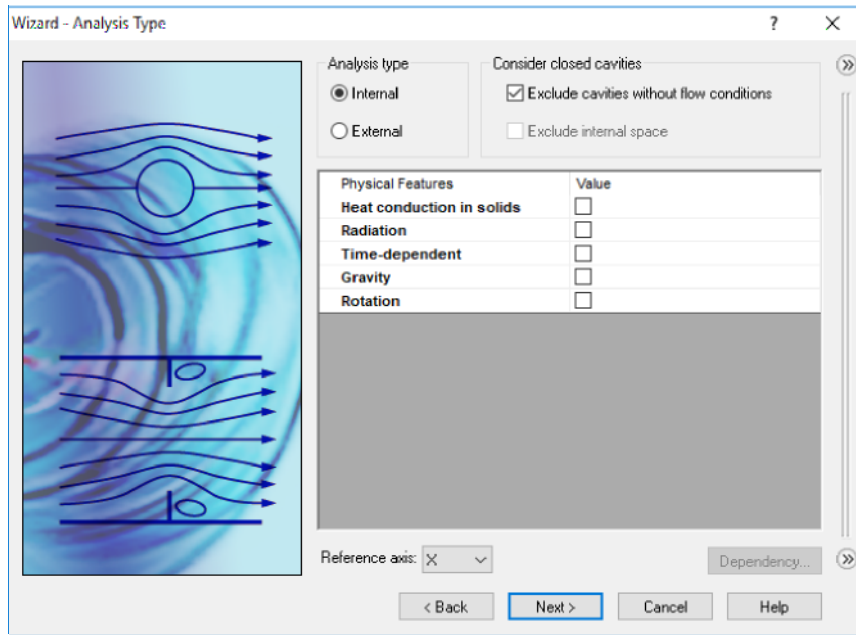 Wizard - Analysis Type
?
Analysis type
Internal
External
Consider closed cavities
Exclude cavities without flow conditions
Exclude internal space
Physical Features Value
Heat conduction in solids
Radiation
Time-dependent
Gravity
Rotation
Reference axis: X
Dependency...
< Back Next > Cancel Help